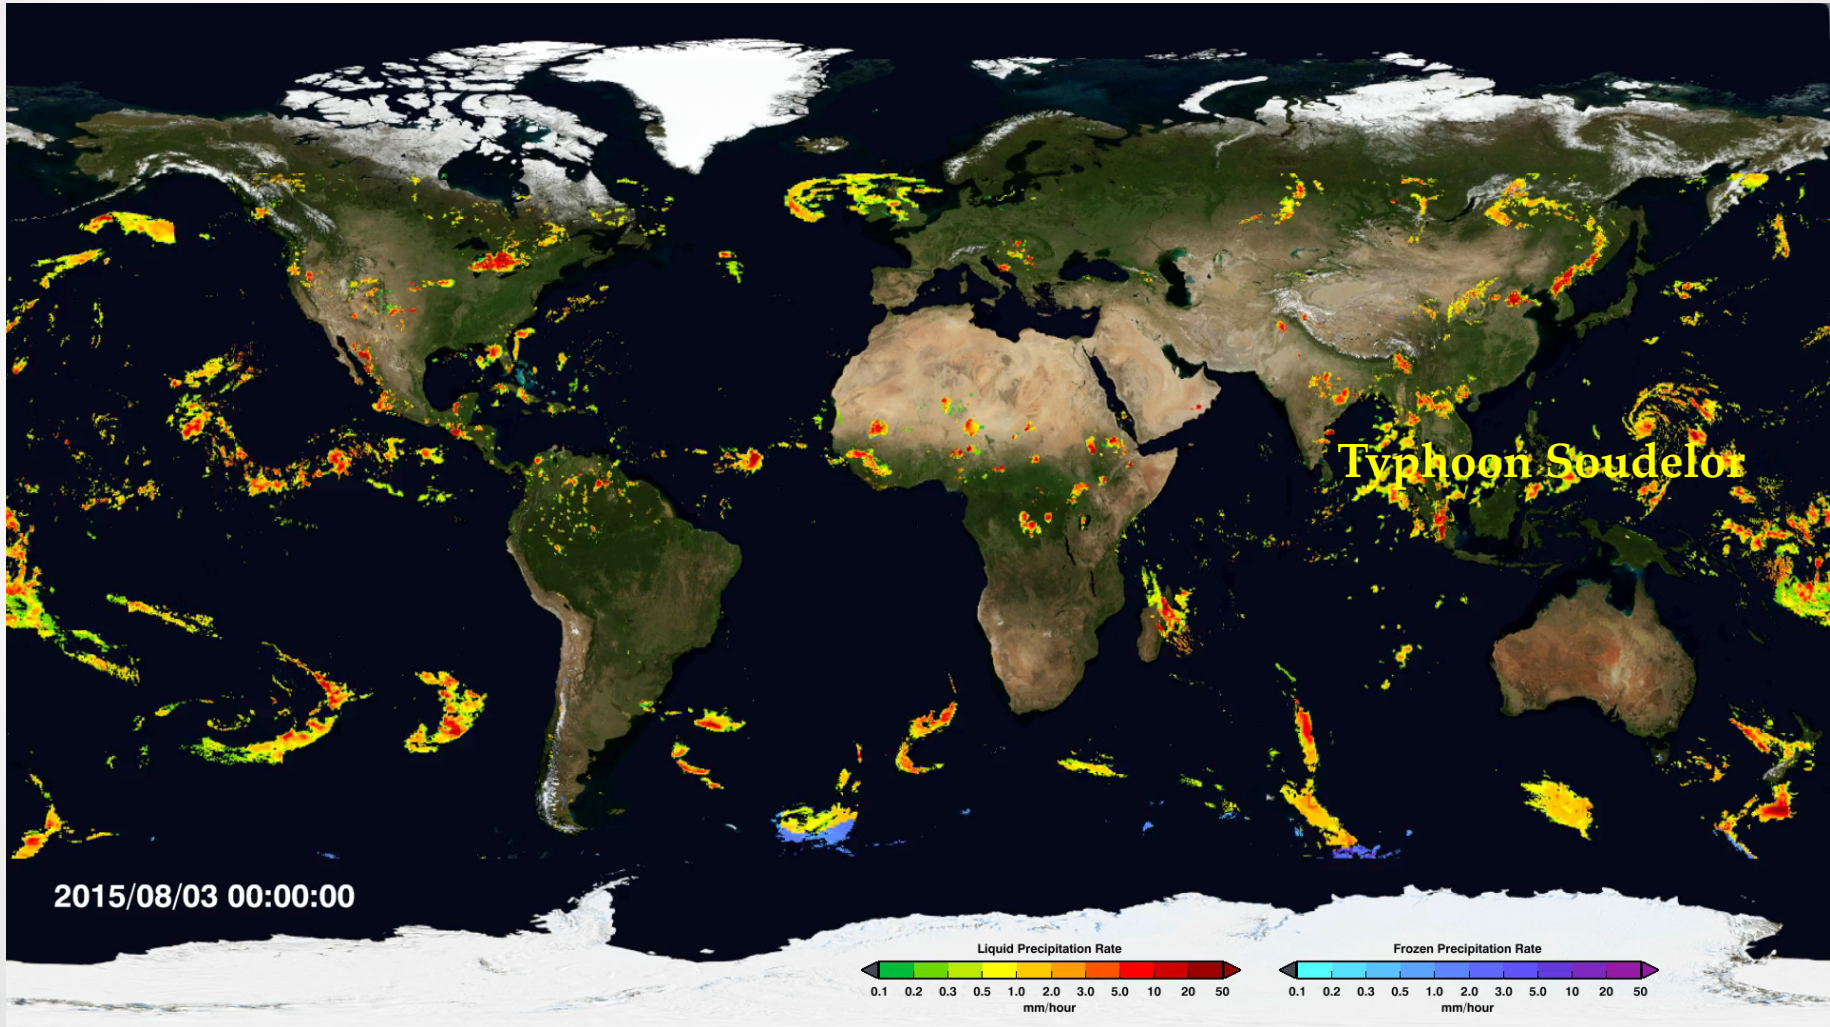 Typhoon Soudelor
2015/08/03 00:00:00
Liquid Precipitation Rate
0.1 0.2 0.3 0.5 1.0 2.0 3.0 5.0 10 20 50
mm/hour
Frozen Precipitation Rate
0.1 0.2 0.3 0.5 1.0 2.0 3.0 5.0 10 20 50
mm/hour